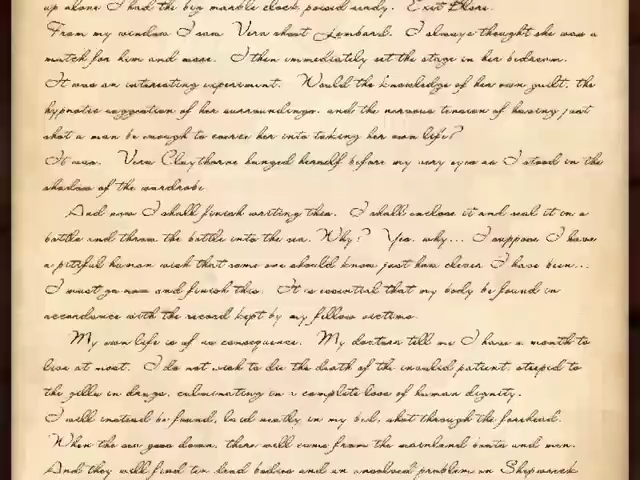 up alone I had the big marble clock poised ready. Exit Blore.
From my window I saw Vera shoot Lombard. I always thought she was a
match for him and more. I then immediately set the stage in her bedroom.
It was an interesting experiment. Would the knowledge of her own guilt, the
hypnotic suggestion of her surroundings, and the nervous tension of having just
shot a man be enough to coerce her into taking her own life?
It was. Vera Claythorne hanged herself before my very eyes as I stood in the
shadow of the wardrobe
And now I shall finish writing this. I shall enclose it and seal it in a
bottle and throw the bottle into the sea. Why? Yes, why... I suppose I have
a pitiful human wish that some one should know just how clever I have been...
I must go now and finish this. It is essential that my body be found in
accordance with the record kept by my fellow victims.
My own life is of no consequence. My doctors tell me I have a month to
live at most. I do not wish to die the death of the invalid patient, steeped to
the gills in drugs, culminating in a complete loss of human dignity.
I will instead be found, laid neatly in my bed, shot through the forehead.
When the sea goes down, there will come from the mainland boats and men.
And they will find ten dead bodies and an unsolved problem on Shipwreck